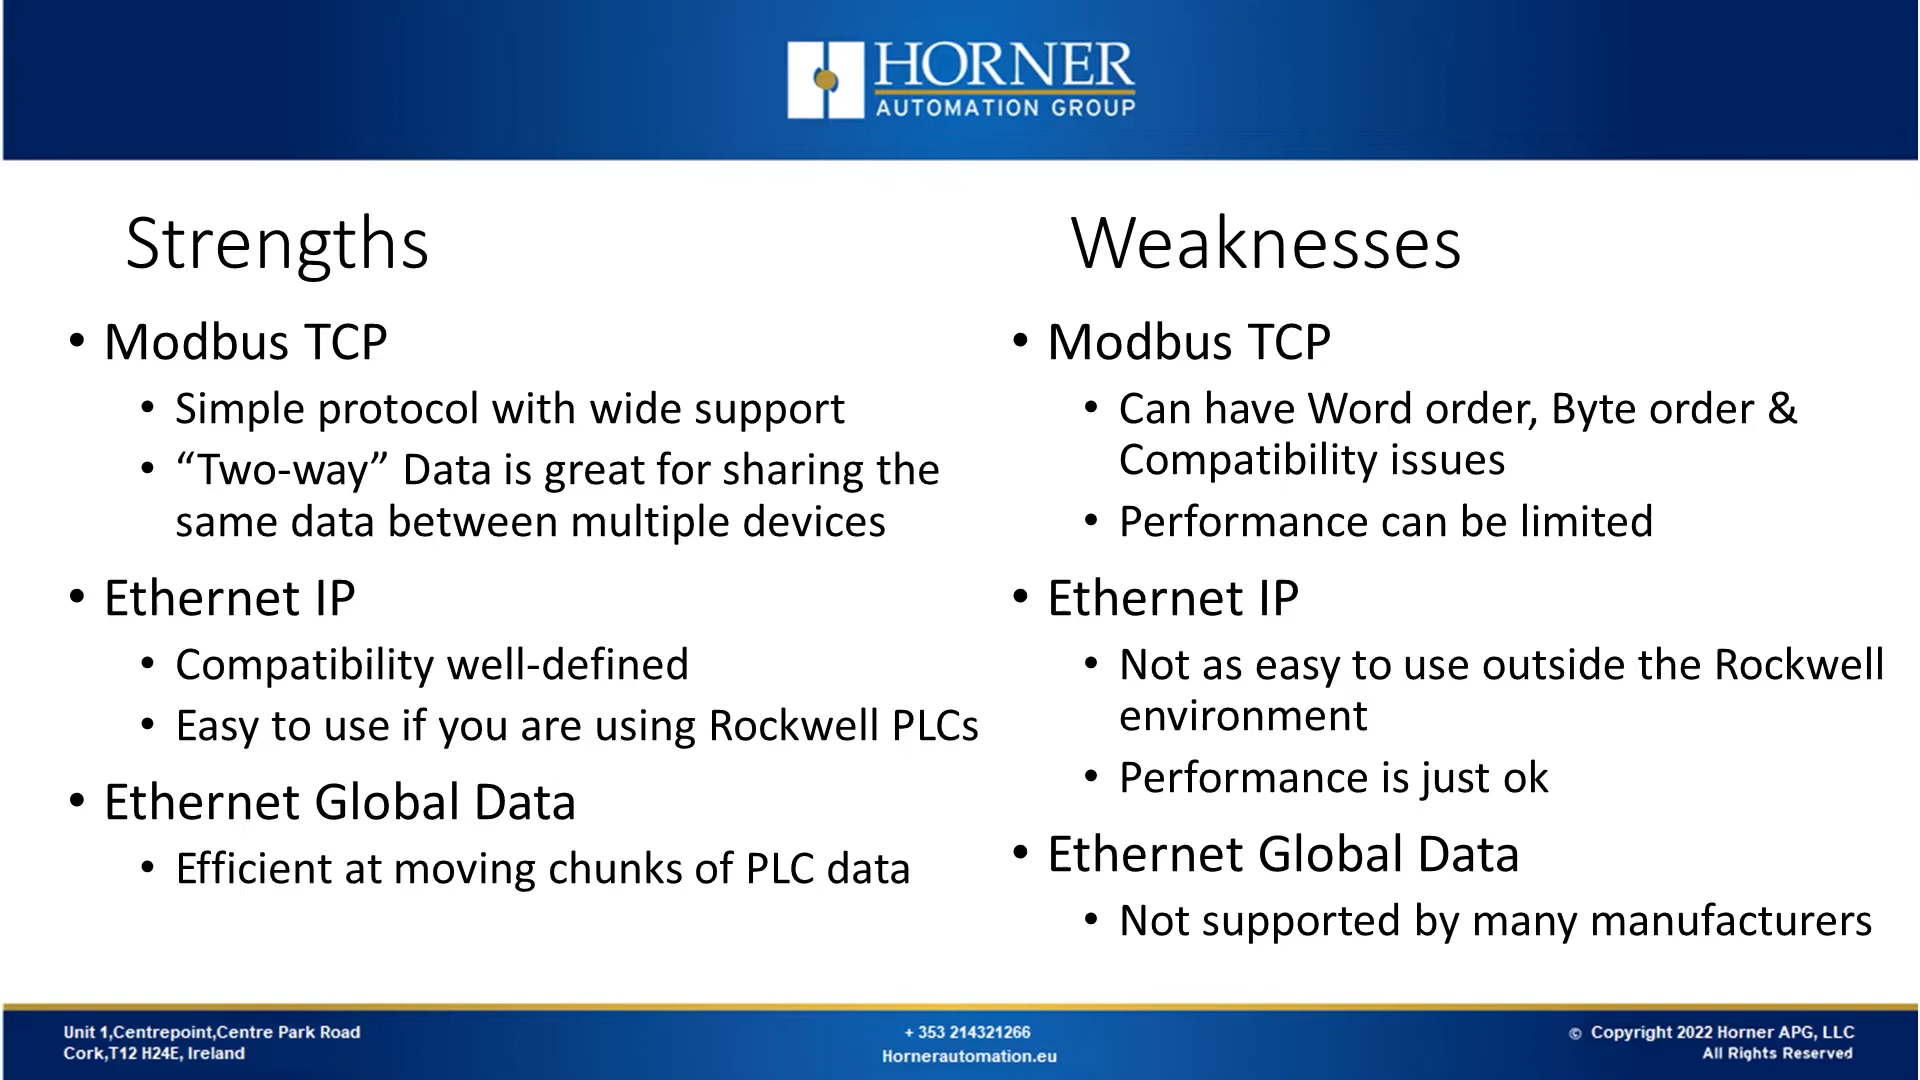 HORNER
AUTOMATION GROUP
Strengths
• Modbus TCP
• Simple protocol with wide support
• “Two-way” Data is great for sharing the
same data between multiple devices
• Ethernet IP
• Compatibility well-defined
• Easy to use if you are using Rockwell PLCs
• Ethernet Global Data
• Efficient at moving chunks of PLC data
Weaknesses
• Modbus TCP
• Can have Word order, Byte order &
Compatibility issues
• Performance can be limited
• Ethernet IP
• Not as easy to use outside the Rockwell
environment
• Performance is just ok
• Ethernet Global Data
• Not supported by many manufacturers
Unit 1,Centrepoint,Centre Park Road
Cork,T12 H24E, Ireland
+ 353 214321266
Hornerautomation.eu
© Copyright 2022 Horner APG, LLC
All Rights Reserved